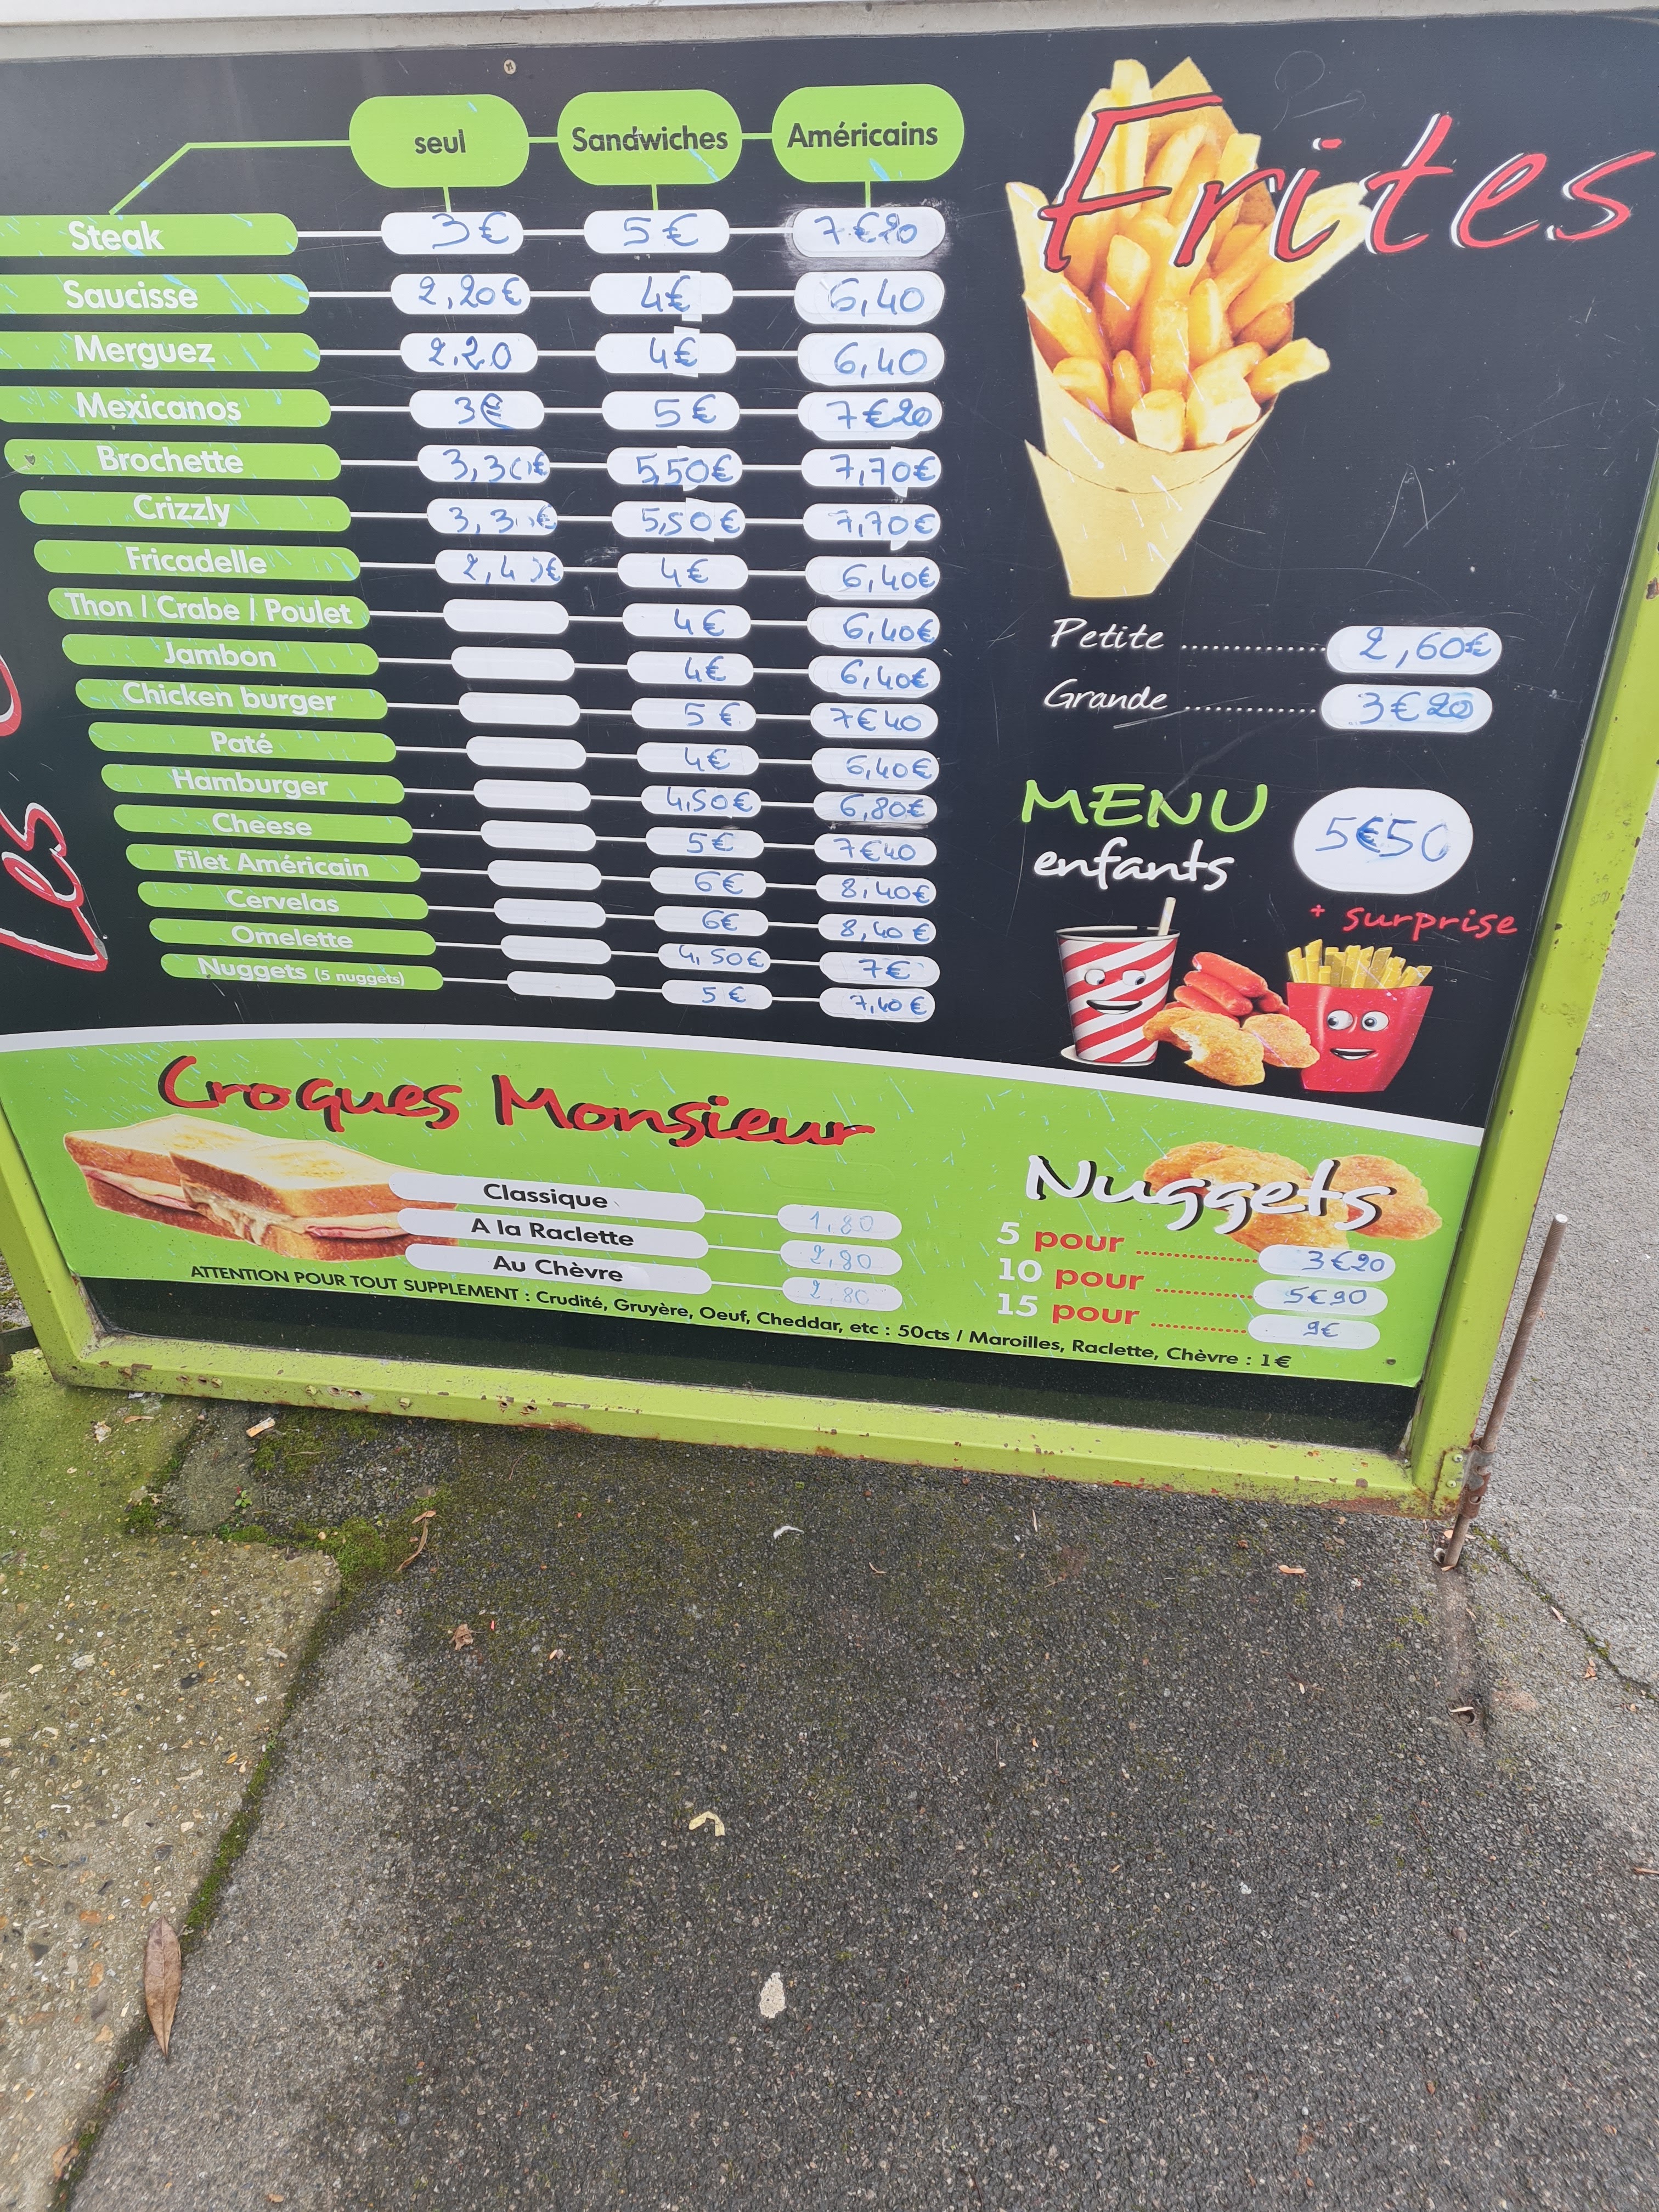 seul Sandwiches Américains
Steak 3€ 5€ 7€20
Saucisse 2,20€ 4€ 6,40
Merguez 2,20 4€ 6,40
Mexicanos 3€ 5€ 7€20
Brochette 3,30€ 5,50€ 7,70€
Crizzly 3,3 € 5,50€ 7,70€
Fricadelle 2,4 € 4€ 6,40€
Thon / Crabe / Poulet 4€ 6,40€
Jambon 4€ 6,40€
Chicken burger 5€ 7€40
Paté 4€ 6,40€
Hamburger 4,50€ 6,80€
Cheese 5€ 7€40
Filet Américain 6€ 8,40€
Cervelas 6€ 8,40€
Omelette 4,50€ 7€
Nuggets (5 nuggets) 5€ 7,40€
Les
Frites
Petite .................. 2,60€
Grande .................. 3€20
MENU
enfants
5€50
+ surprise
Croques Monsieur
Classique 1,80
A la Raclette 2,80
Au Chèvre 2,80
Nuggets
5 pour .................. 3€20
10 pour .................. 5€90
15 pour .................. 9€
ATTENTION POUR TOUT SUPPLEMENT : Crudité, Gruyère, Oeuf, Cheddar, etc : 50cts / Maroilles, Raclette, Chèvre : 1€